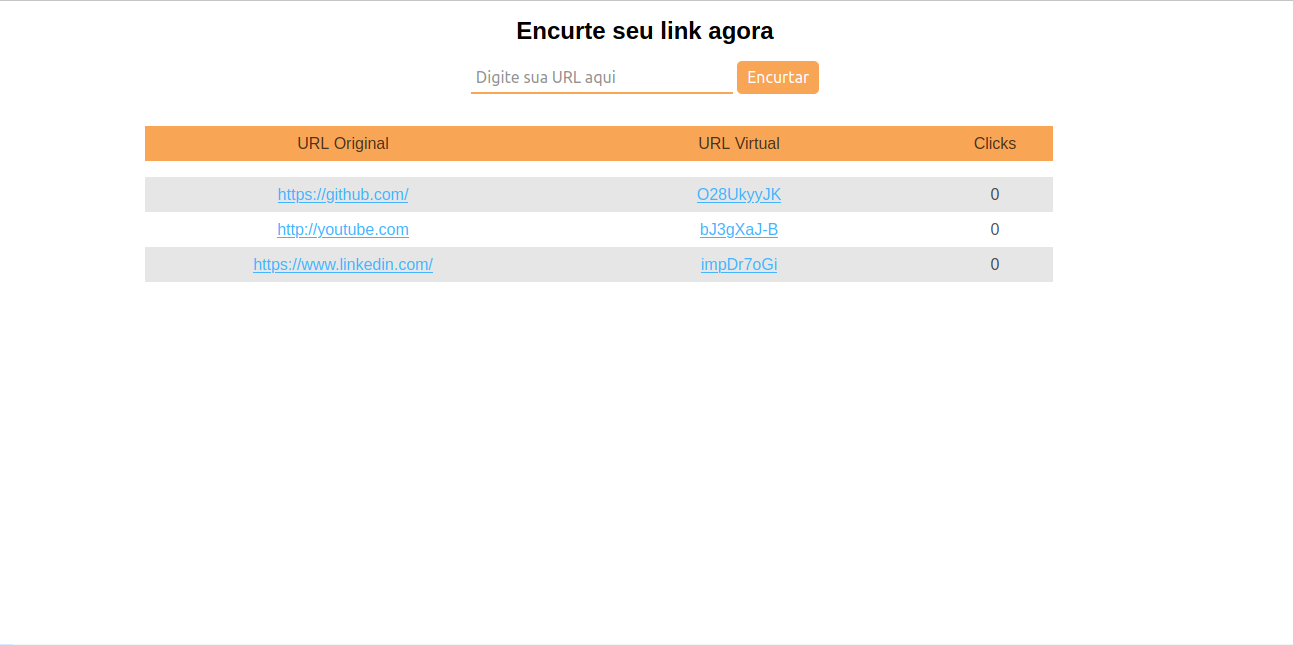 Encurte seu link agora
Digite sua URL aqui Encurtar
URL Original URL Virtual Clicks
https://github.com/ O28UkyyJK 0
http://youtube.com bJ3gXaJ-B 0
https://www.linkedin.com/ impDr7oGi 0